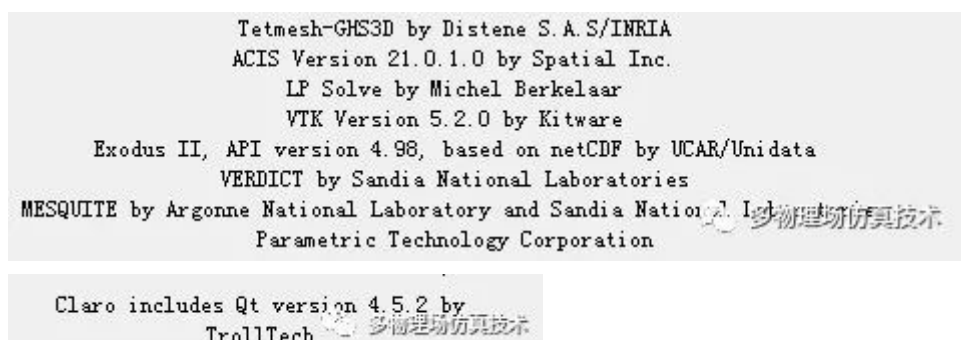 Tetmesh-GHS3D by Distene S.A.S/INRIA
ACIS Version 21.0.1.0 by Spatial Inc.
LP Solve by Michel Berkelaar
VTK Version 5.2.0 by Kitware
Exodus II, API version 4.98, based on netCDF by UCAR/Unidata
VERDICT by Sandia National Laboratories
MESQUITE by Argonne National Laboratory and Sandia National
多物理场仿真技术
Parametric Technology Corporation
Claro includes Qt version 4.5.2 by
TrollTech
多物理场仿真技术